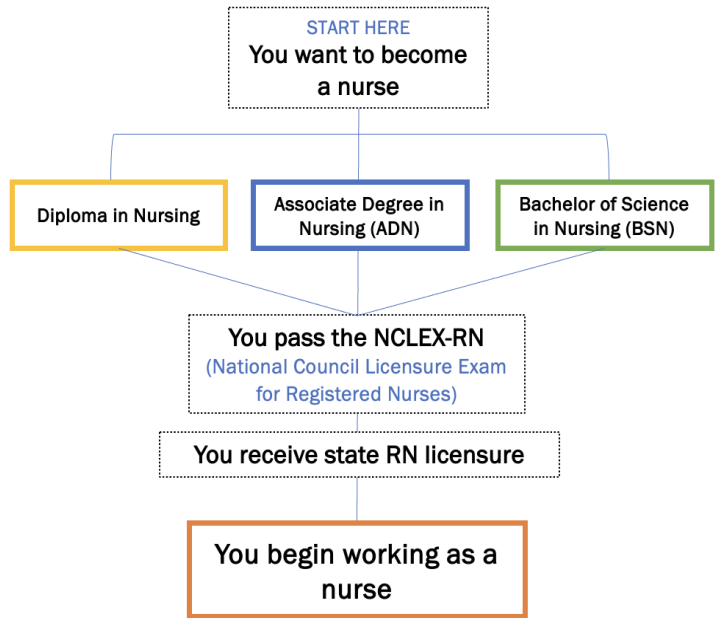 START HERE
You want to become
a nurse
Diploma in Nursing
Associate Degree in
Nursing (ADN)
Bachelor of Science
in Nursing (BSN)
You pass the NCLEX-RN
(National Council Licensure Exam
for Registered Nurses)
You receive state RN licensure
You begin working as a
nurse